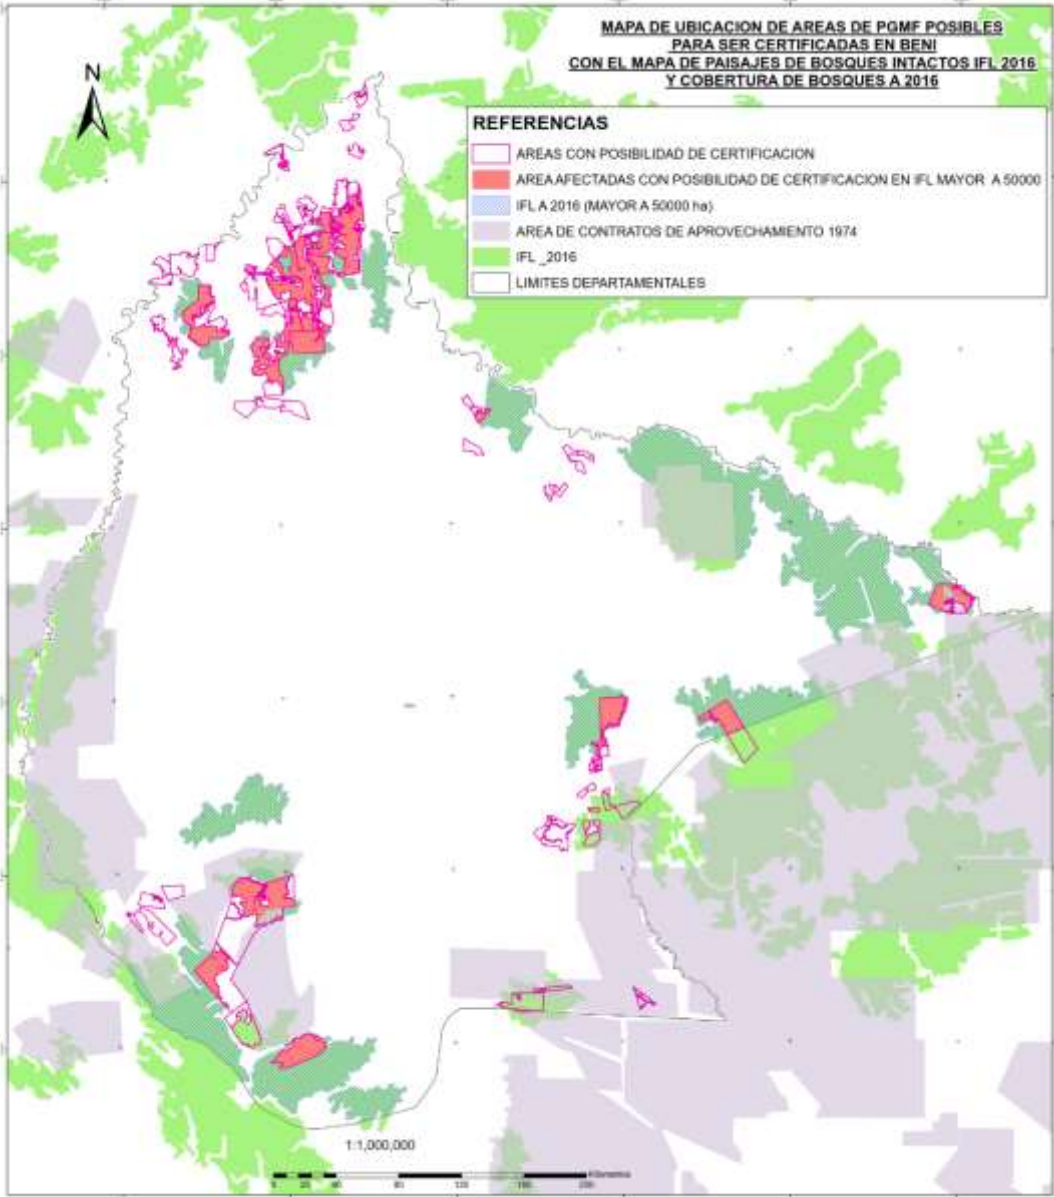 MAPA DE UBICACION DE AREAS DE PGMF POSIBLES
PARA SER CERTIFICADAS EN BENI
CON EL MAPA DE PAISAJES DE BOSQUES INTACTOS IFL 2016
Y COBERTURA DE BOSQUES A 2016
N
REFERENCIAS
AREAS CON POSIBILIDAD DE CERTIFICACION
AREA AFECTADAS CON POSIBILIDAD DE CERTIFICACION EN IFL MAYOR A 50000
IFL A 2016 (MAYOR A 50000 ha)
AREA DE CONTRATOS DE APROVECHAMIENTO 1974
IFL _2016
LIMITES DEPARTAMENTALES
1:1,000,000
Kilometers